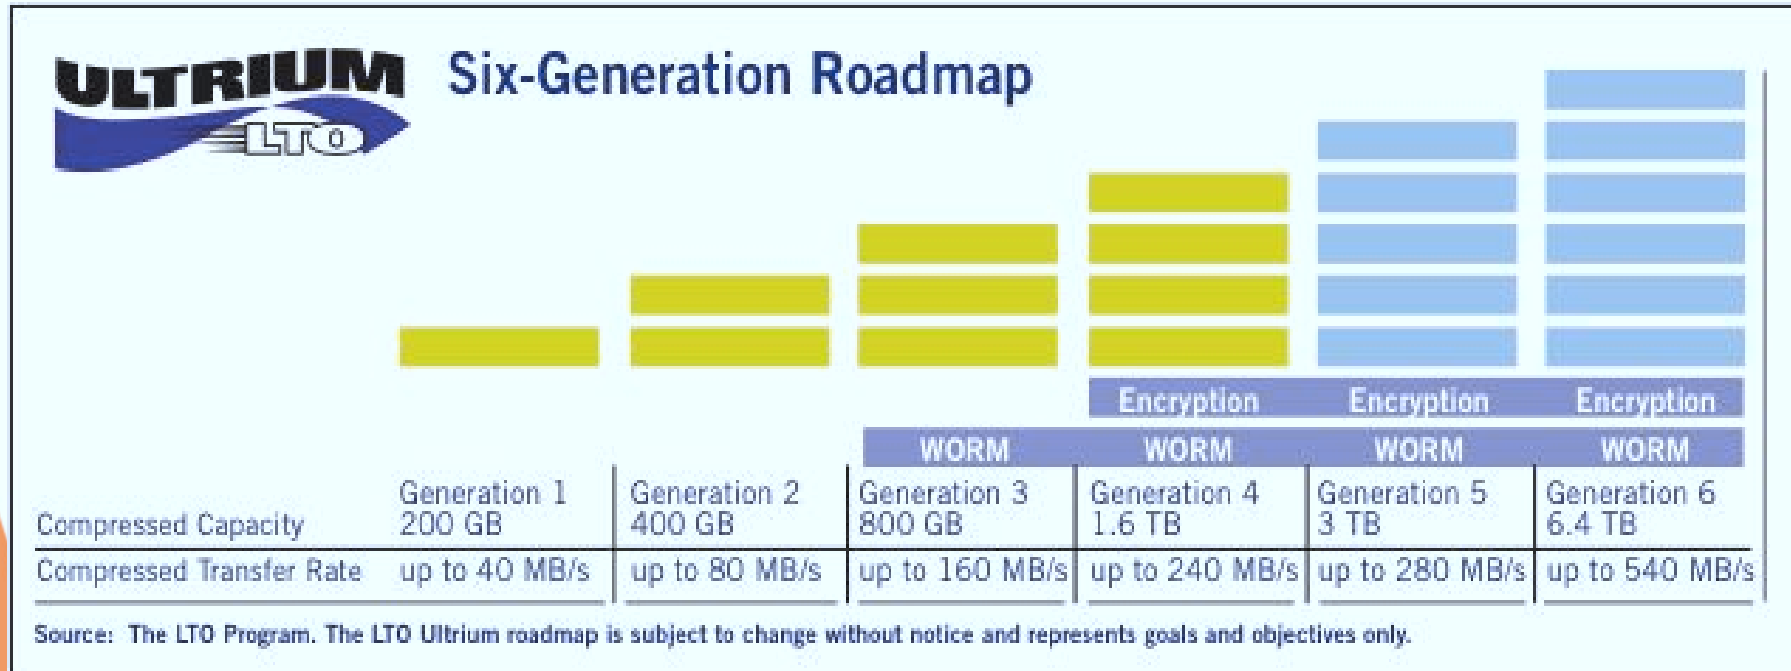 ULTRIUM
LTO
Six-Generation Roadmap
Encryption Encryption Encryption
WORM WORM WORM WORM
Generation 1 Generation 2 Generation 3 Generation 4 Generation 5 Generation 6
Compressed Capacity 200 GB 400 GB 800 GB 1.6 TB 3 TB 6.4 TB
Compressed Transfer Rate up to 40 MB/s up to 80 MB/s up to 160 MB/s up to 240 MB/s up to 280 MB/s up to 540 MB/s
Source: The LTO Program. The LTO Ultrium roadmap is subject to change without notice and represents goals and objectives only.